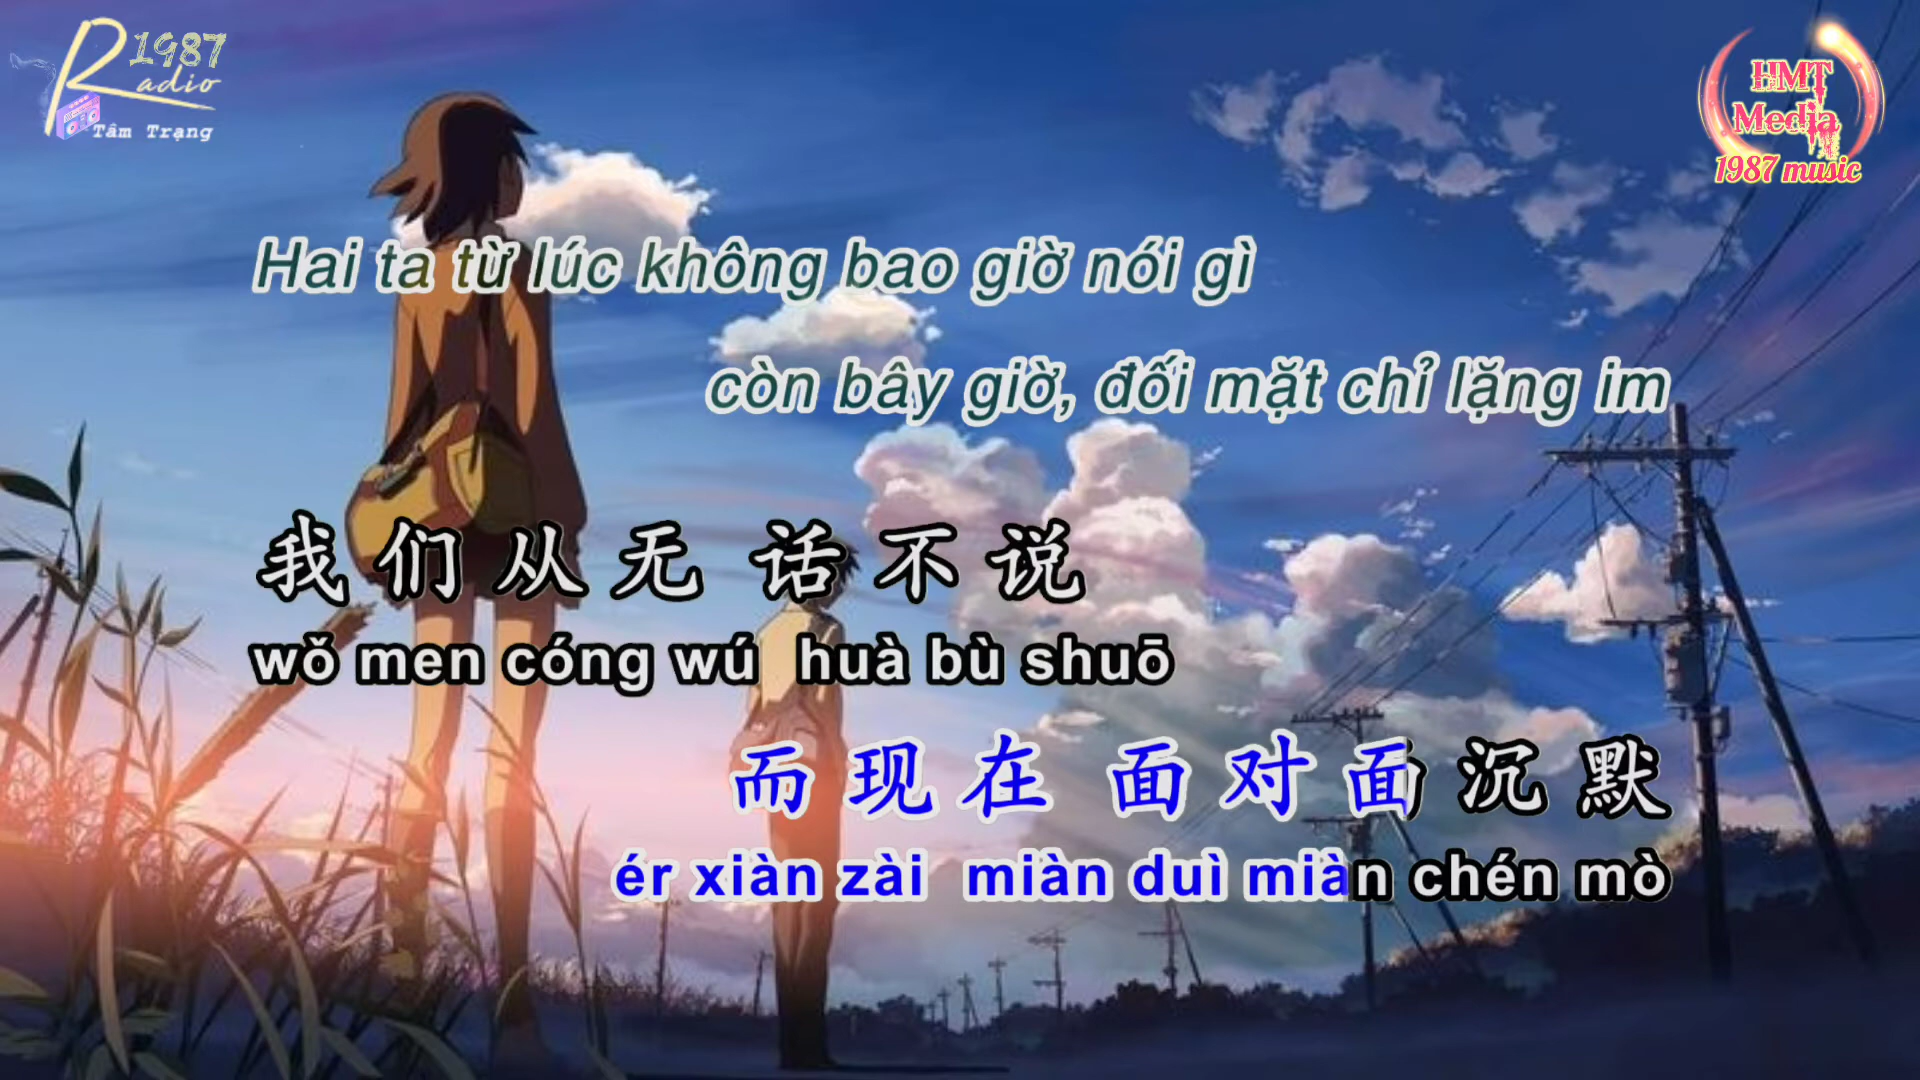 1987
Radio
Tâm Trạng
HMT
Media
1987 music
Hai ta từ lúc không bao giờ nói gì
còn bây giờ, đối mặt chỉ lặng im
我们从无 话不说
wǒ men cóng wú huà bù shuō
而现在 面对面沉默
ér xiàn zài miàn duì miàn chén mò